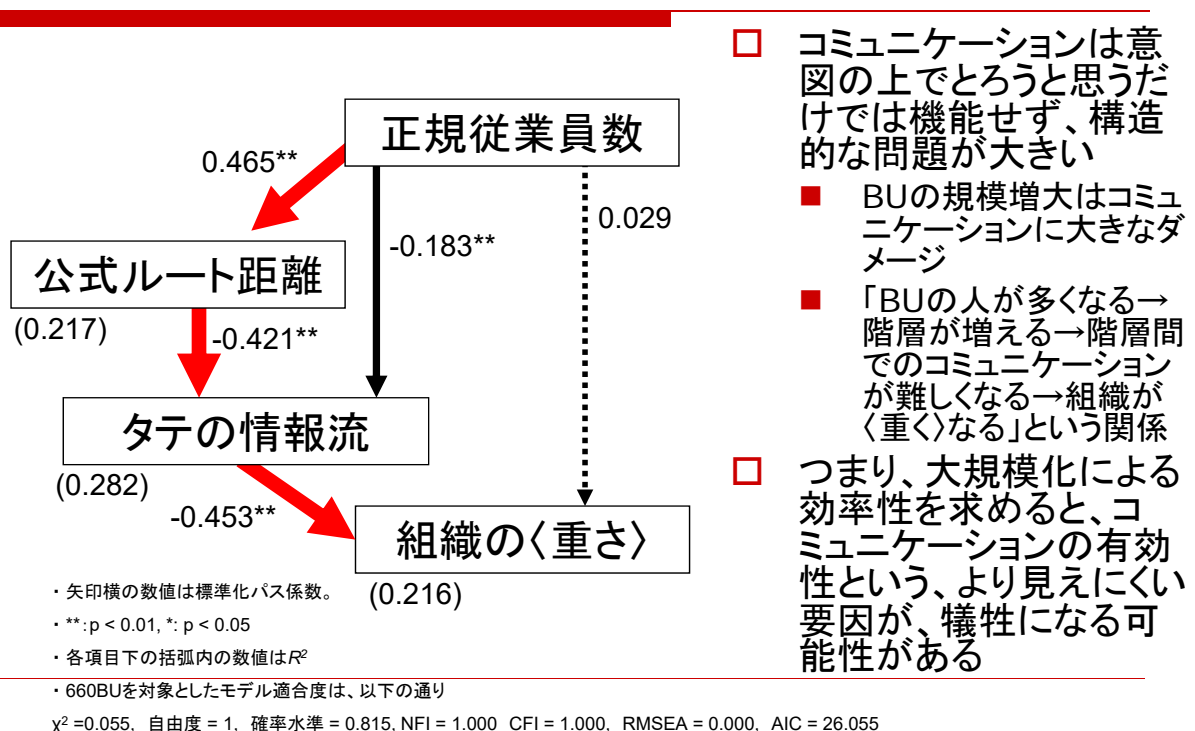 正規従業員数
0.465**
0.029
-0.183**
公式ルート距離
(0.217)
-0.421**
タテの情報流
(0.282)
-0.453**
組織の〈重さ〉
(0.216)
・ 矢印横の数値は標準化パス係数。
・ **:p < 0.01, *: p < 0.05
・ 各項目下の括弧内の数値はR²
・ 660BUを対象としたモデル適合度は、以下の通り
χ² =0.055, 自由度 = 1, 確率水準 = 0.815, NFI = 1.000 CFI = 1.000, RMSEA = 0.000, AIC = 26.055
コミュニケーションは意
図の上でとろうと思うだ
けでは機能せず、構造
的な問題が大きい
BUの規模増大はコミュ
ニケーションに大きなダ
メージ
「BUの人が多くなる→
階層が増える→階層間
でのコミュニケーション
が難しくなる→組織が
〈重く〉なる」という関係
つまり、大規模化による
効率性を求めると、コ
ミュニケーションの有効
性という、より見えにくい
要因が、犠牲になる可
能性がある